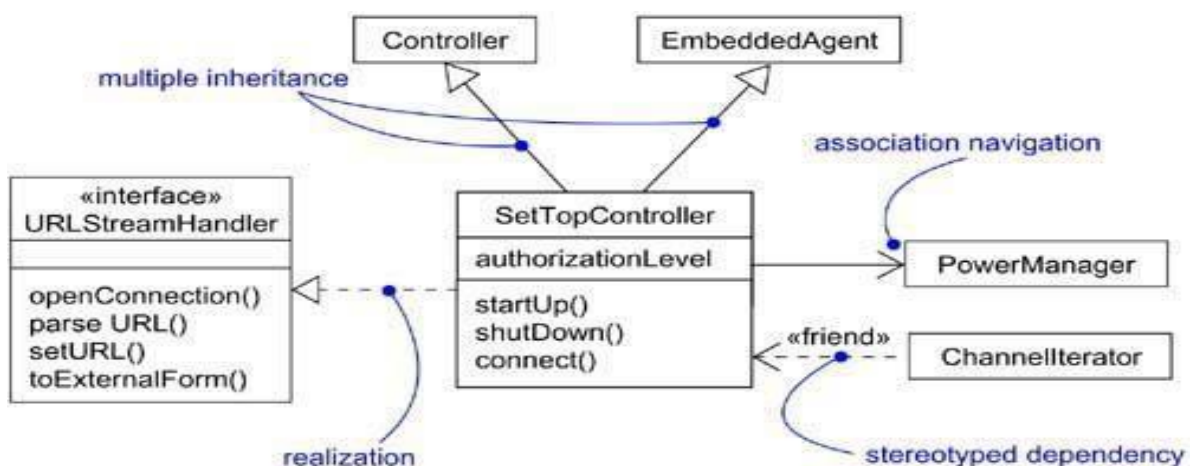 Controller
EmbeddedAgent
multiple inheritance
association navigation
«interface»
URLStreamHandler
openConnection()
parse URL()
setURL()
toExternalForm()
SetTopController
authorizationLevel
startUp()
shutDown()
connect()
PowerManager
«friend»
ChannelIterator
realization
stereotyped dependency